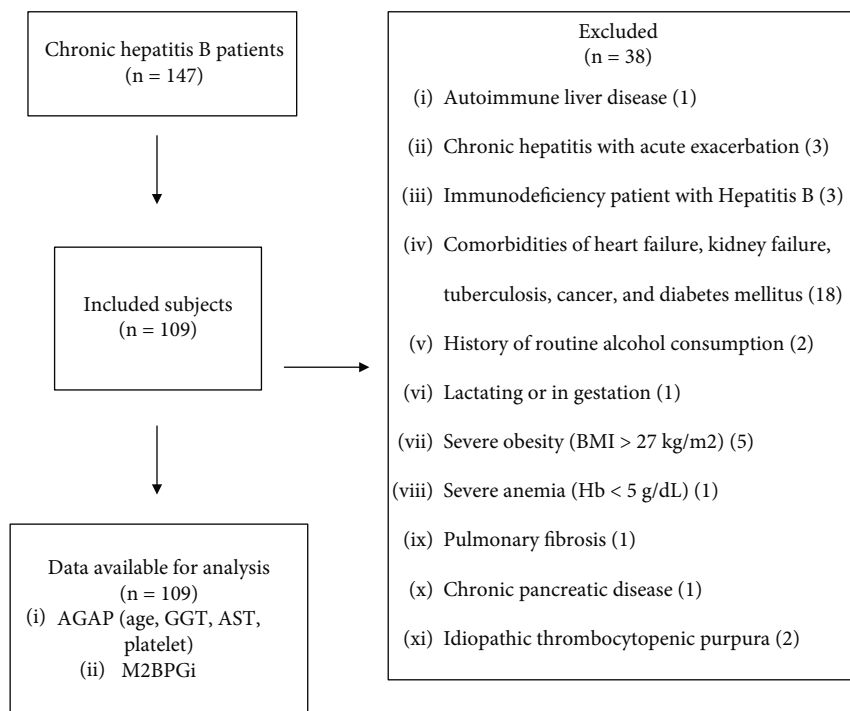 Chronic hepatitis B patients
(n = 147)
Included subjects
(n = 109)
Data available for analysis
(n = 109)
(i) AGAP (age, GGT, AST,
platelet)
(ii) M2BPGi
Excluded
(n = 38)
(i) Autoimmune liver disease (1)
(ii) Chronic hepatitis with acute exacerbation (3)
(iii) Immunodeficiency patient with Hepatitis B (3)
(iv) Comorbidities of heart failure, kidney failure,
tuberculosis, cancer, and diabetes mellitus (18)
(v) History of routine alcohol consumption (2)
(vi) Lactating or in gestation (1)
(vii) Severe obesity (BMI > 27 kg/m2) (5)
(viii) Severe anemia (Hb < 5 g/dL) (1)
(ix) Pulmonary fibrosis (1)
(x) Chronic pancreatic disease (1)
(xi) Idiopathic thrombocytopenic purpura (2)